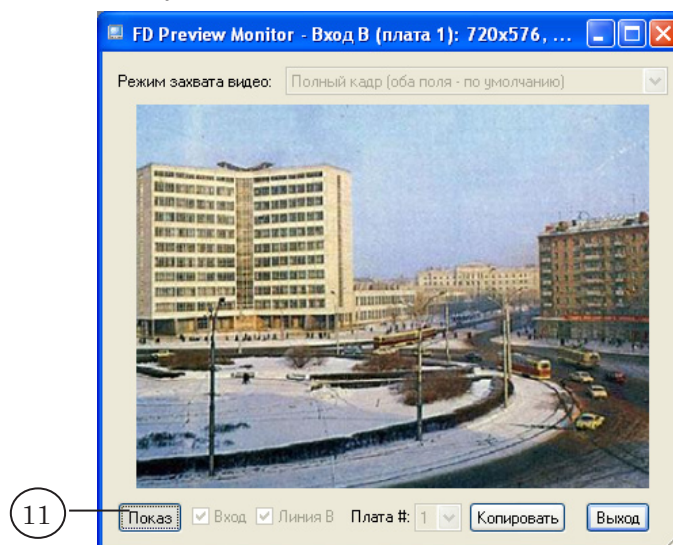 FD Preview Monitor - Вход B (плата 1): 720x576, ...
Режим захвата видео: Полный кадр (оба поля - по умолчанию)
11 Показ Вход Линия B Плата #: 1 Копировать Выход